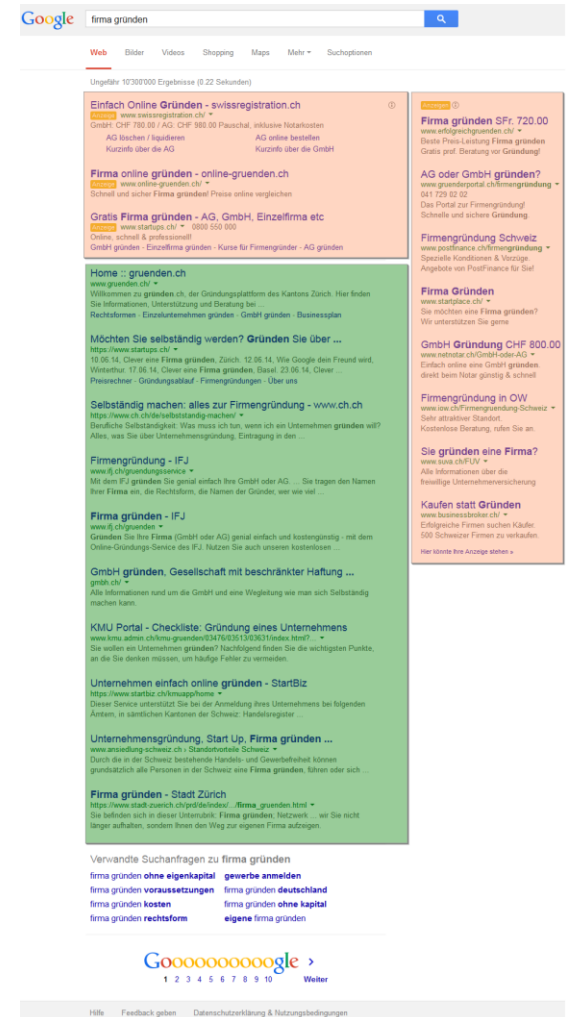 Google
firma gründen
Web Bilder Videos Shopping Maps Mehr Suchoptionen
Ungefähr 10'300'000 Ergebnisse (0.22 Sekunden)
Einfach Online Gründen - swissregistration.ch
Anzeige www.swissregistration.ch/
GmbH: CHF 780.00 / AG: CHF 980.00 Pauschal, inklusive Notarkosten
AG löschen / liquidieren AG online bestellen
Kurzinfo über die AG Kurzinfo über die GmbH
Firma online gründen - online-gruenden.ch
Anzeige www.online-gruenden.ch/
Schnell und sicher Firma gründen! Preise online vergleichen
Gratis Firma gründen - AG, GmbH, Einzelfirma etc
Anzeige www.startups.ch/ 0800 550 000
Online, schnell & professionell!
GmbH gründen - Einzelfirma gründen - Kurse für Firmengründer - AG gründen
Home :: gruenden.ch
www.gruenden.ch/
Willkommen zu gründen.ch, der Gründungsplattform des Kantons Zürich. Hier finden
Sie Informationen, Unterstützung und Beratung bei ...
Rechtsformen - Einzelunternehmen gründen - GmbH gründen - Businessplan
Möchten Sie selbständig werden? Gründen Sie über ...
https://www.startups.ch/
10.06.14, Clever eine Firma gründen, Zürich. 12.06.14, Wie Google dein Freund wird,
Winterthur. 17.06.14, Clever eine Firma gründen, Basel. 23.06.14, Clever ...
Preisrechner - Gründungsablauf - Firmengründungen - Über uns
Selbständig machen: alles zur Firmengründung - www.ch.ch
https://www.ch.ch/de/selbststandig-machen/
Berufliche Selbständigkeit: Was muss ich tun, wenn ich ein Unternehmen gründen will?
Alles, was Sie über Unternehmensgründung, Eintragung in den ...
Firmengründung - IFJ
www.ifj.ch/gruendungsservice
Mit dem IFJ gründen Sie genial einfach Ihre GmbH oder AG. ... Sie tragen den Namen
Ihrer Firma ein, die Rechtsform, die Namen der Gründer, wer wie viel ...
Firma gründen - IFJ
www.ifj.ch/gruenden
Gründen Sie Ihre Firma (GmbH oder AG) genial einfach und kostengünstig - mit dem
Online-Gründungs-Service des IFJ. Nutzen Sie auch unseren kostenloser ...
GmbH gründen, Gesellschaft mit beschränkter Haftung ...
gmbh.ch/
Alle Informationen rund um die GmbH und eine Wegleitung wie man sich Selbständig
machen kann.
KMU Portal - Checkliste: Gründung eines Unternehmens
www.kmu.admin.ch/kmu-gruenden/03476/03513/03631/index.html?...
Sie wollen ein Unternehmen gründen? Nachfolgend finden Sie die wichtigsten Punkte,
an die Sie denken müssen, um häufige Fehler zu vermeiden.
Unternehmen einfach online gründen - StartBiz
https://www.startbiz.ch/kmuapp/home
Dieser Service unterstützt Sie bei der Anmeldung ihres Unternehmens bei folgenden
Ämtern, in sämtlichen Kantonen der Schweiz: Handelsregister ...
Unternehmensgründung, Start Up, Firma gründen ...
www.ansiedlung-schweiz.ch › Standortvorteile Schweiz
Durch die in der Schweiz bestehende Handels- und Gewerbefreiheit können
grundsätzlich alle Personen in der Schweiz eine Firma gründen, führen oder sich ...
Firma gründen - Stadt Zürich
https://www.stadt-zuerich.ch/prd/de/index/.../firma_gruenden.html
Sie befinden sich in dieser Unterrubrik: Firma gründen; Netzwerk ... wir Sie nicht
länger aufhalten, sondern Ihnen den Weg zur eigenen Firma aufzeigen.
Anzeigen
Firma gründen SFr. 720.00
www.erfolgreichgruenden.ch/
Beste Preis-Leistung Firma gründen
Gratis prof. Beratung vor Gründung!
AG oder GmbH gründen?
www.gruenderportal.ch/firmengründung
041 729 82 02
Das Portal zur Firmengründung!
Schnelle und sichere Gründung.
Firmengründung Schweiz
www.postfinance.ch/firmengründung
Spezielle Konditionen & Vorzüge.
Angebote von PostFinance für Sie!
Firma Gründen
www.startplace.ch/
Sie möchten eine Firma gründen?
Wir unterstützen Sie gerne
GmbH Gründung CHF 800.00
www.netnotar.ch/GmbH-oder-AG
Einfach online eine GmbH gründen
direkt beim Notar günstig & schnell
Firmengründung in OW
www.iow.ch/Firmengruendung-Schweiz
Sehr attraktiver Standort.
Kostenlose Beratung, rufen Sie an.
Sie gründen eine Firma?
www.suva.ch/FUV
Alle Informationen über die
freiwillige Unternehmerversicherung
Kaufen statt Gründen
www.businessbroker.ch/
Erfolgreiche Firmen suchen Käufer.
500 Schweizer Firmen zu verkaufen.
Hier könnte Ihre Anzeige stehen »
Verwandte Suchanfragen zu firma gründen
firma gründen ohne eigenkapital gewerbe anmelden
firma gründen voraussetzungen firma gründen deutschland
firma gründen kosten firma gründen ohne kapital
firma gründen rechtsform eigene firma gründen
Goooooooooogle >
1 2 3 4 5 6 7 8 9 10 Weiter
Hilfe Feedback geben Datenschutzerklärung & Nutzungsbedingungen